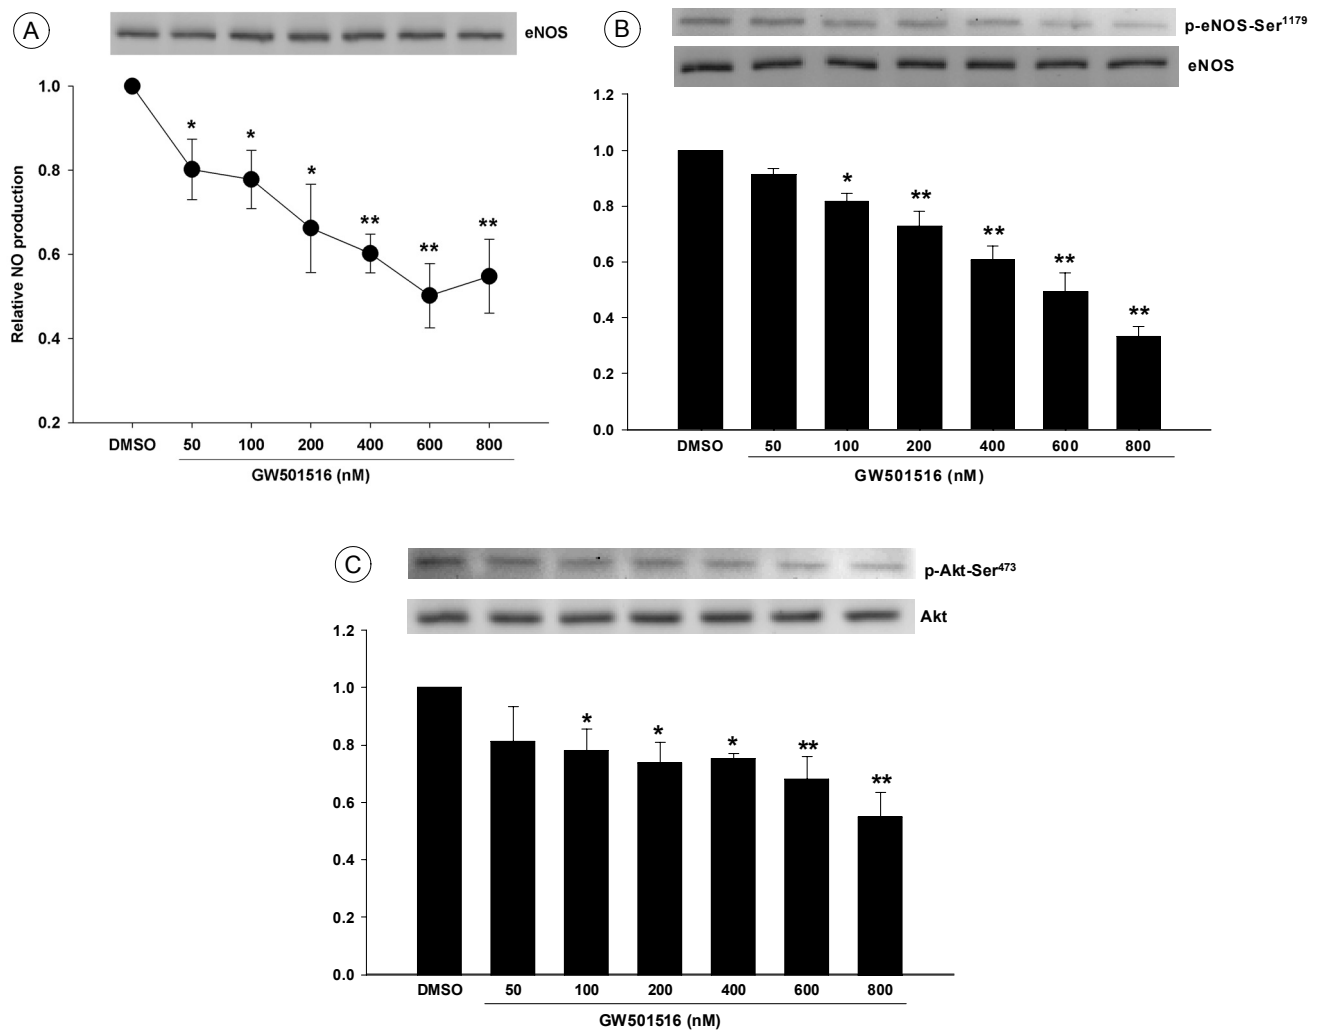 A
eNOS
1.0
0.8
0.6
0.4
0.2
Relative NO production
*
*
*
**
**
**
DMSO 50 100 200 400 600 800
GW501516 (nM)
B
p-eNOS-Ser¹¹⁷⁹
eNOS
1.2
1.0
0.8
0.6
0.4
0.2
0.0
*
**
**
**
**
DMSO 50 100 200 400 600 800
GW501516 (nM)
C
p-Akt-Ser⁴⁷³
Akt
1.2
1.0
0.8
0.6
0.4
0.2
0.0
*
*
*
**
**
DMSO 50 100 200 400 600 800
GW501516 (nM)